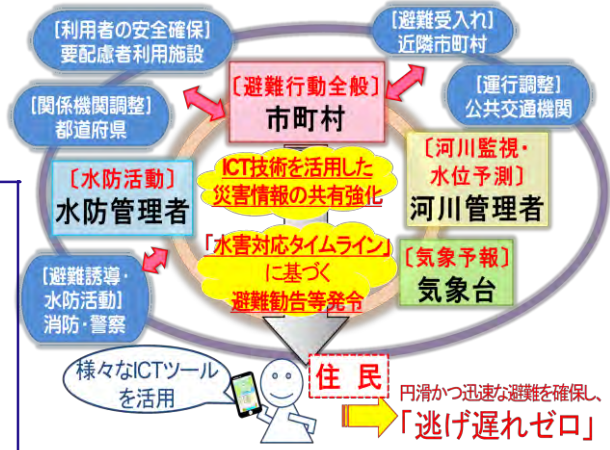 [利用者の安全確保]
要配慮者利用施設
[避難受入れ]
近隣市町村
[関係機関調整]
都道府県
〔避難行動全般〕
市町村
[運行調整]
公共交通機関
〔水防活動〕
水防管理者
ICT技術を活用した
災害情報の共有強化
〔河川監視・
水位予測〕
河川管理者
「水害対応タイムライン」
に基づく
避難勧告等発令
〔気象予報〕
気象台
[避難誘導・
水防活動]
消防・警察
様々なICTツール
を活用
住 民
円滑かつ迅速な避難を確保し、
「逃げ遅れゼロ」